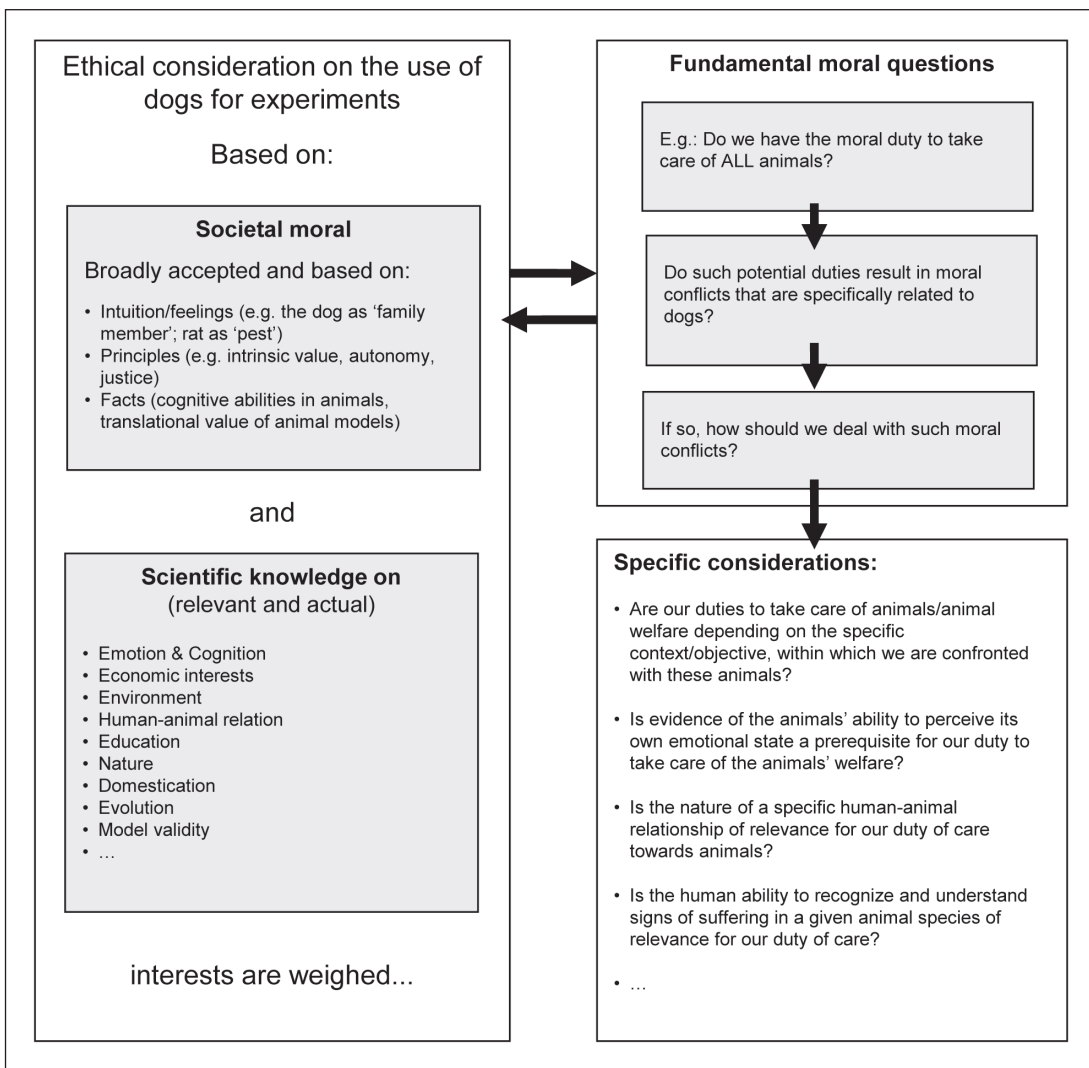 Ethical consideration on the use of
dogs for experiments
Based on:
Societal moral
Broadly accepted and based on:
• Intuition/feelings (e.g. the dog as ‘family
member’; rat as ‘pest’)
• Principles (e.g. intrinsic value, autonomy,
justice)
• Facts (cognitive abilities in animals,
translational value of animal models)
and
Scientific knowledge on
(relevant and actual)
• Emotion & Cognition
• Economic interests
• Environment
• Human-animal relation
• Education
• Nature
• Domestication
• Evolution
• Model validity
• …
interests are weighed...
Fundamental moral questions
E.g.: Do we have the moral duty to take
care of ALL animals?
Do such potential duties result in moral
conflicts that are specifically related to
dogs?
If so, how should we deal with such moral
conflicts?
Specific considerations:
• Are our duties to take care of animals/animal
welfare depending on the specific
context/objective, within which we are confronted
with these animals?
• Is evidence of the animals’ ability to perceive its
own emotional state a prerequisite for our duty to
take care of the animals’ welfare?
• Is the nature of a specific human-animal
relationship of relevance for our duty of care
towards animals?
• Is the human ability to recognize and understand
signs of suffering in a given animal species of
relevance for our duty of care?
• …